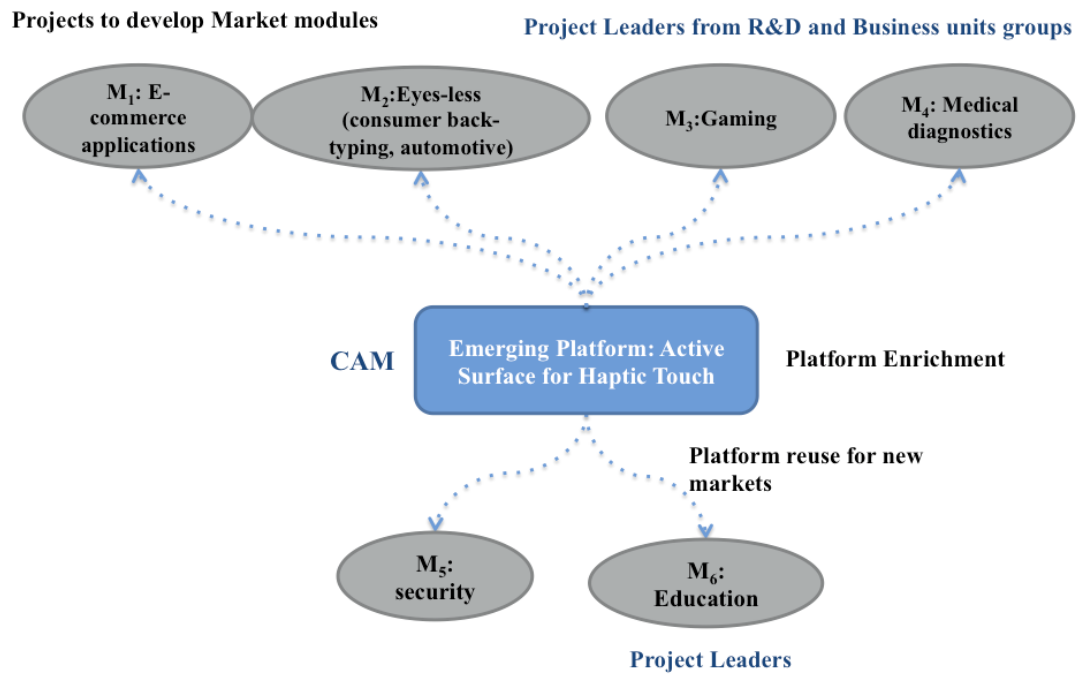 Projects to develop Market modules
Project Leaders from R&D and Business units groups
M₁: E-
commerce
applications
M₂:Eyes-less
(consumer back-
typing, automotive)
M₃:Gaming
M₄: Medical
diagnostics
CAM
Emerging Platform: Active
Surface for Haptic Touch
Platform Enrichment
Platform reuse for new
markets
M₅:
security
M₆:
Education
Project Leaders